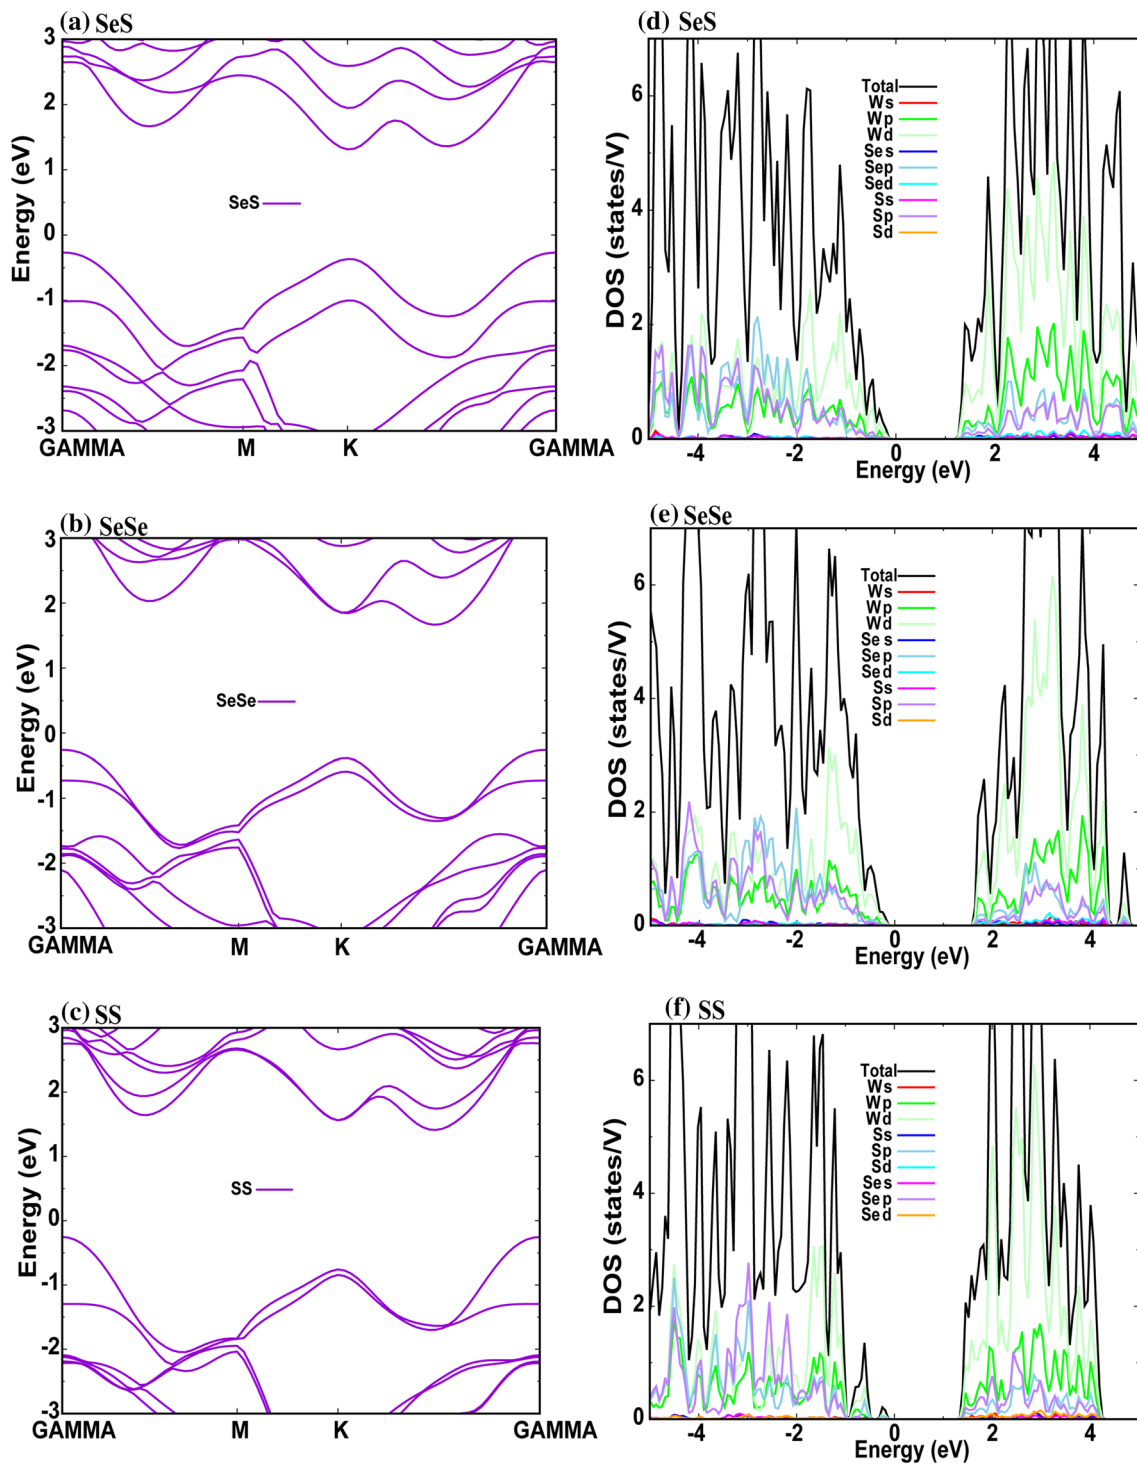 (a) SeS
3
2
1
0
-1
-2
-3
Energy (eV)
SeS
GAMMA M K GAMMA
(d) SeS
6
4
2
0
DOS (states/V)
Total
Ws
Wp
Wd
Ses
Sep
Sed
Ss
Sp
Sd
-4 -2 0 2 4
Energy (eV)
(b) SeSe
3
2
1
0
-1
-2
-3
Energy (eV)
SeSe
GAMMA M K GAMMA
(e) SeSe
6
4
2
0
DOS (states/V)
Total
Ws
Wp
Wd
Ses
Sep
Sed
Ss
Sp
Sd
-4 -2 0 2 4
Energy (eV)
(c) SS
3
2
1
0
-1
-2
-3
Energy (eV)
SS
GAMMA M K GAMMA
(f) SS
6
4
2
0
DOS (states/V)
Total
Ws
Wp
Wd
Ss
Sp
Sd
Ses
Sep
Sed
-4 -2 0 2 4
Energy (eV)